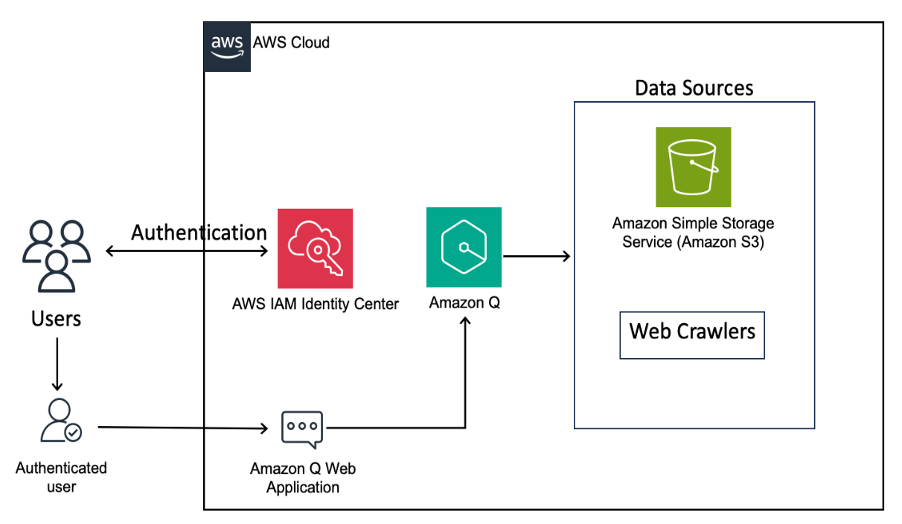 aws
AWS Cloud
Data Sources
Amazon Simple Storage
Service (Amazon S3)
Authentication
AWS IAM Identity Center
Amazon Q
Users
Web Crawlers
Authenticated
user
Amazon Q Web
Application